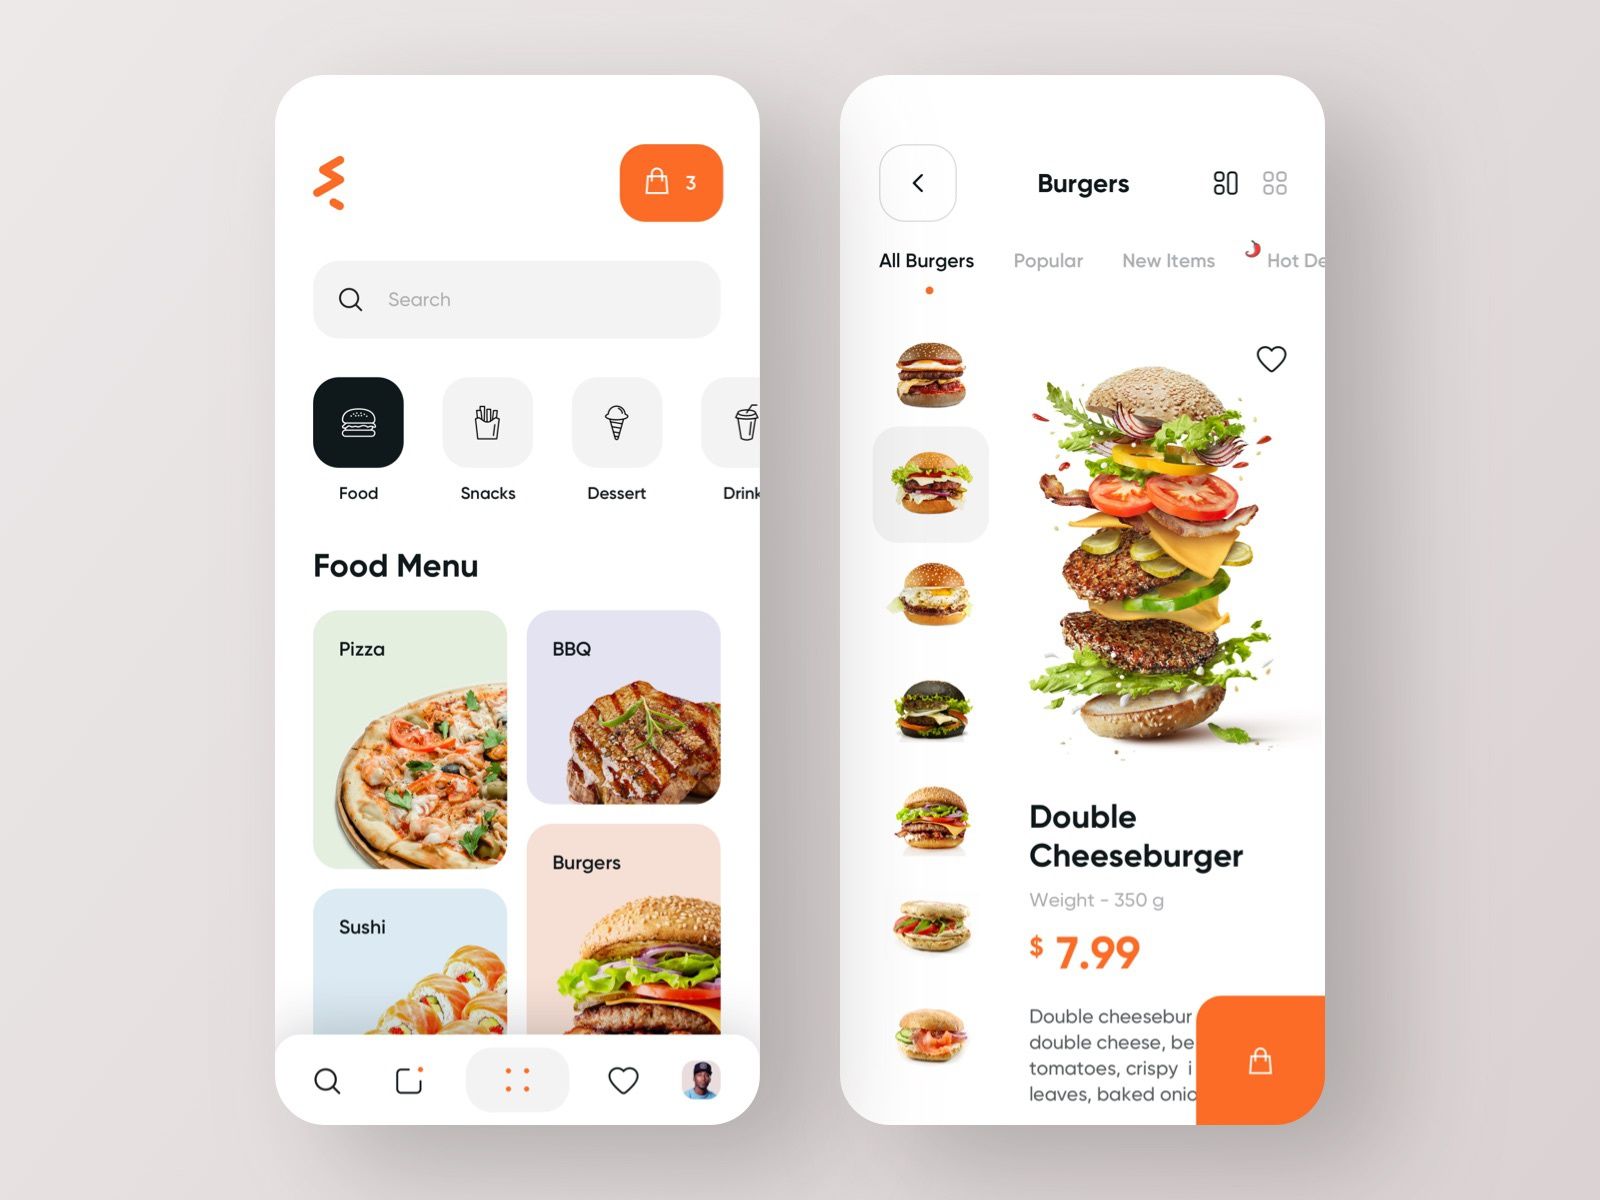 3
Search
Food
Snacks
Dessert
Drink
Food Menu
Pizza
BBQ
Burgers
Sushi
Burgers
All Burgers
Popular
New Items
Hot De
Double
Cheeseburger
Weight - 350 g
$ 7.99
Double cheesebur
double cheese, be
tomatoes, crispy i
leaves, baked onio